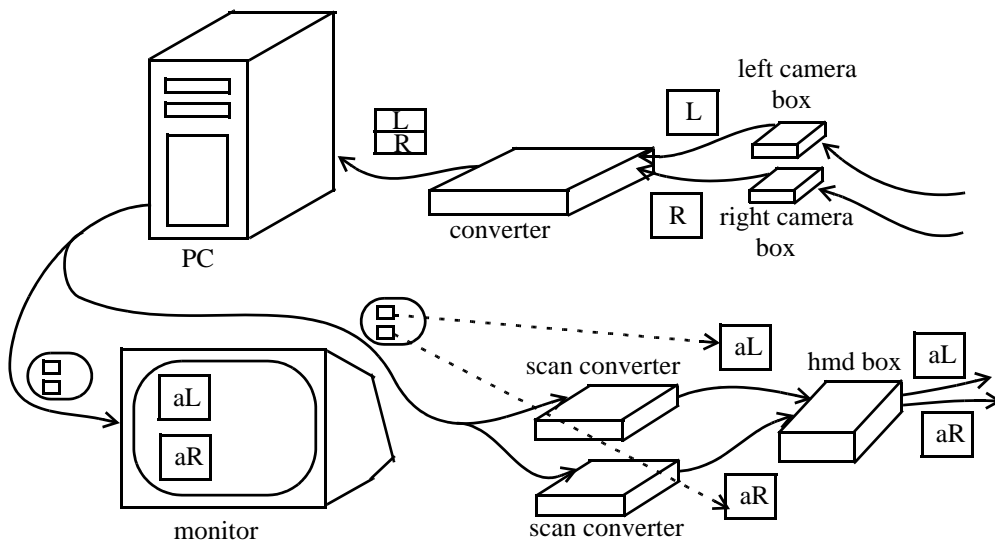 left camera
box
L
L
R
R
right camera
box
converter
PC
aL
aR
monitor
scan converter
scan converter
aL
aR
hmd box
aL
aR